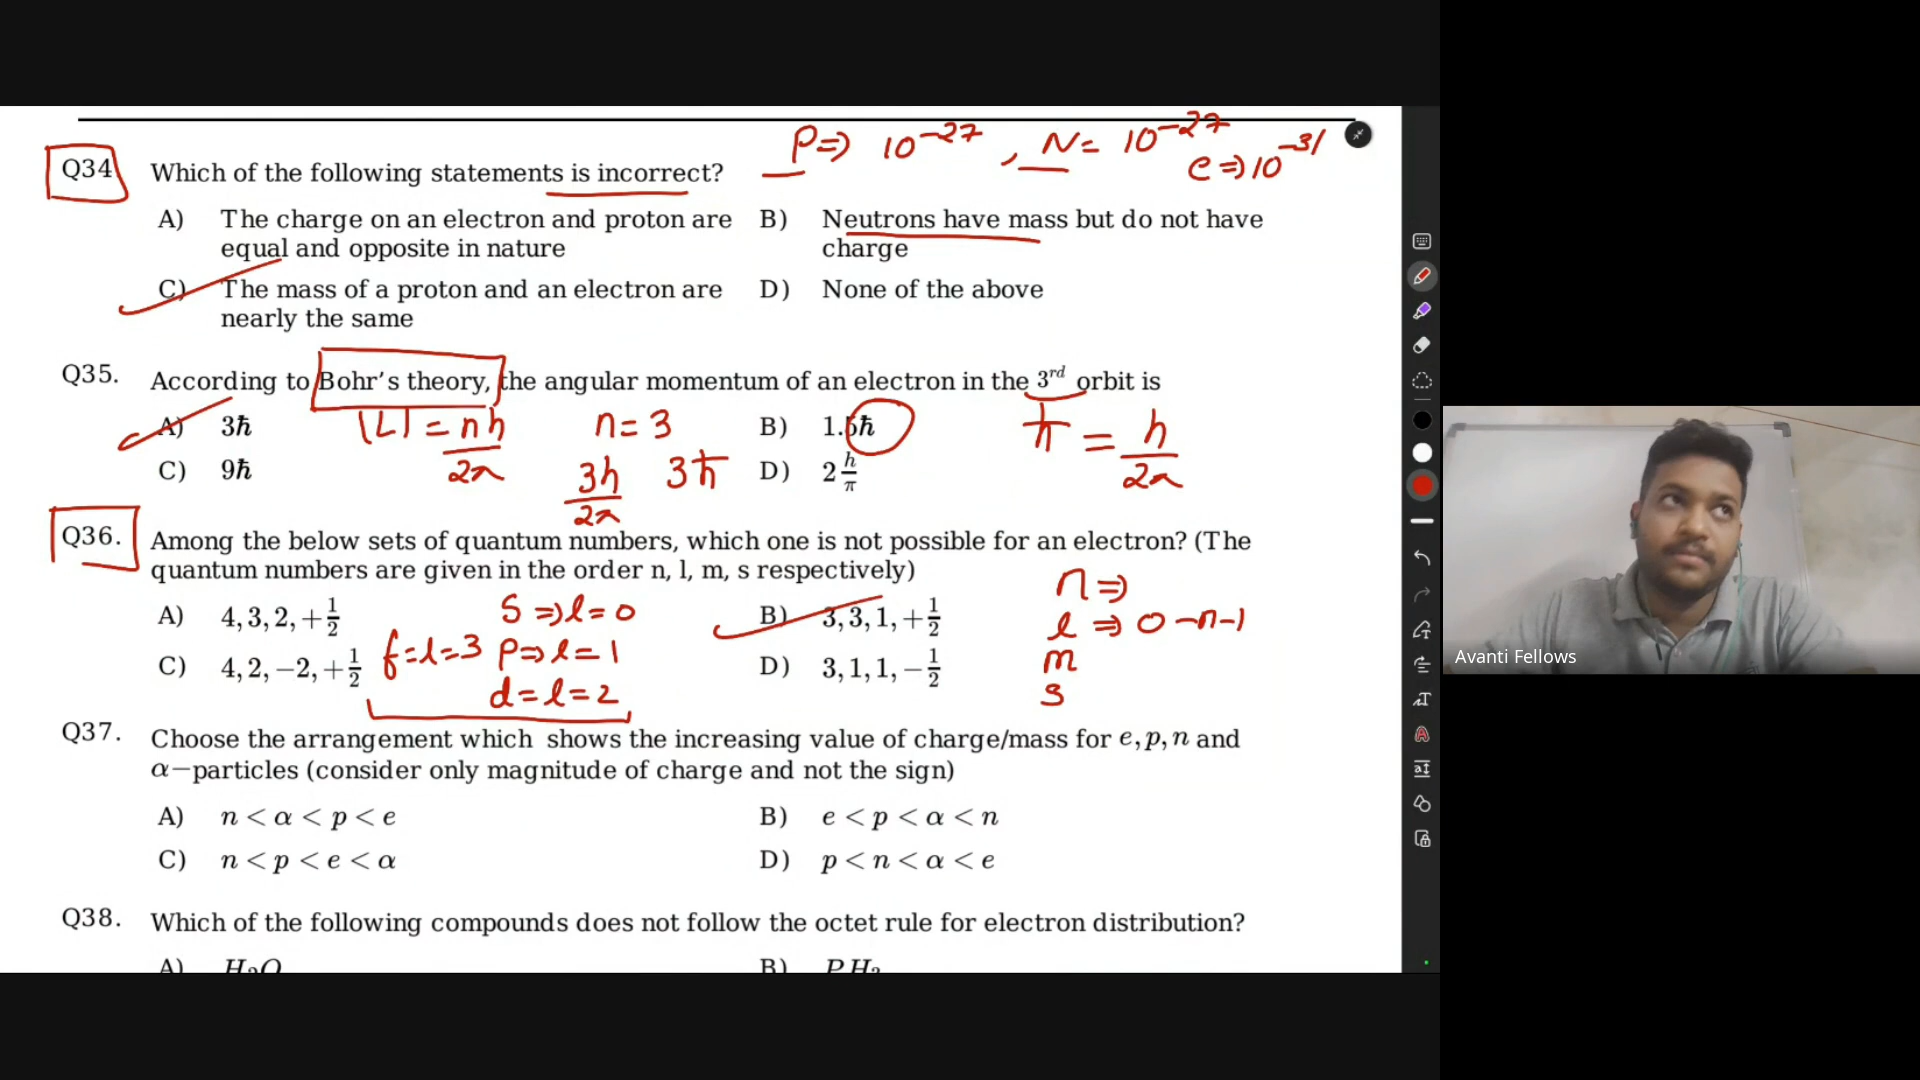 P⇒ 10⁻²⁷ , N= 10⁻²⁷
e⇒10⁻³¹
Q34 Which of the following statements is incorrect?
A) The charge on an electron and proton are equal and opposite in nature
B) Neutrons have mass but do not have charge
C) The mass of a proton and an electron are nearly the same
D) None of the above
Q35. According to Bohr's theory, the angular momentum of an electron in the 3ʳᵈ orbit is
A) 3ħ
B) 1.5ħ
C) 9ħ
D) 2 h/π
|L| = nh/2π
n=3
3h/2π 3ħ
ħ = h/2π
Q36. Among the below sets of quantum numbers, which one is not possible for an electron? (The
quantum numbers are given in the order n, l, m, s respectively)
A) 4, 3, 2, +1/2
B) 3, 3, 1, +1/2
C) 4, 2, −2, +1/2
D) 3, 1, 1, −1/2
S ⇒l=0
f=l=3 P⇒l=1
d=l=2
n⇒
l ⇒ 0-n-1
m
s
Q37. Choose the arrangement which shows the increasing value of charge/mass for e, p, n and
α−particles (consider only magnitude of charge and not the sign)
A) n < α < p < e
B) e < p < α < n
C) n < p < e < α
D) p < n < α < e
Q38. Which of the following compounds does not follow the octet rule for electron distribution?
A) H₂O
B) PH₃
Avanti Fellows